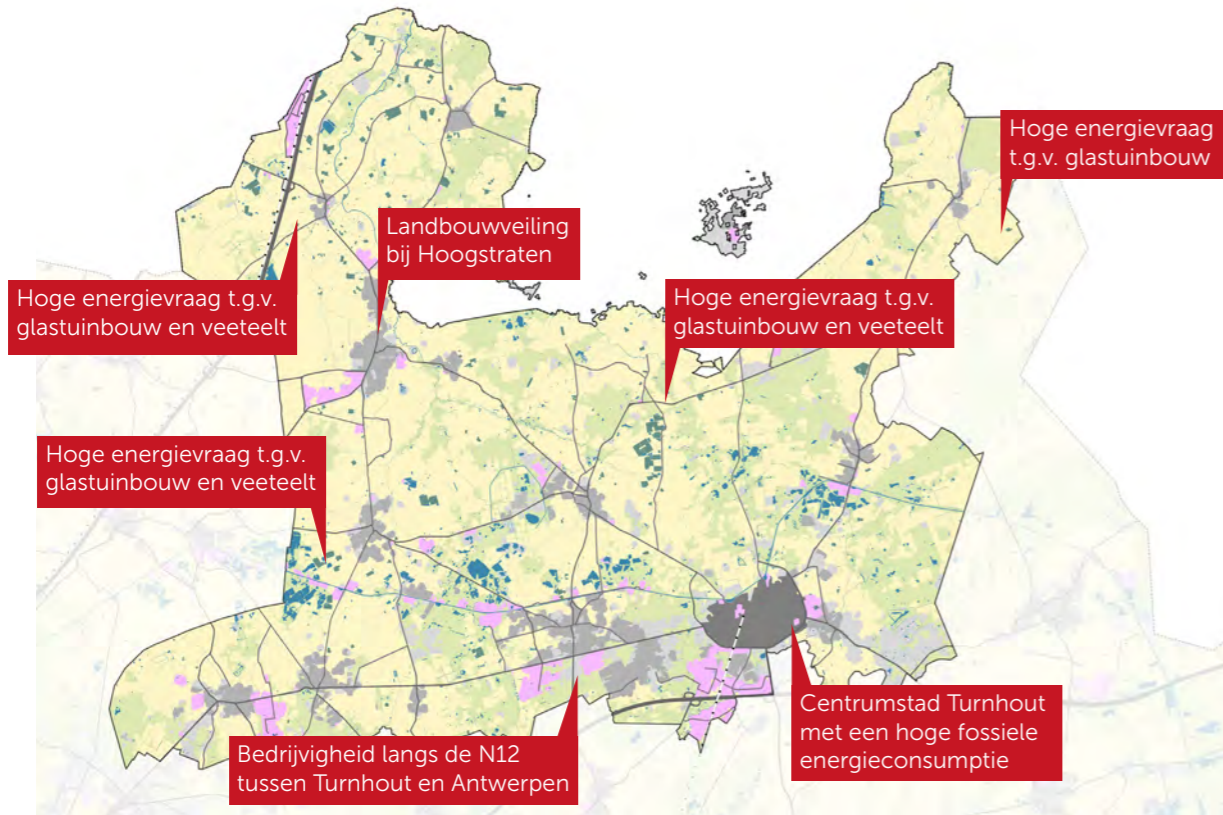 Hoge energievraag
t.g.v. glastuinbouw
Landbouwveiling
bij Hoogstraten
Hoge energievraag t.g.v.
glastuinbouw en veeteelt
Hoge energievraag t.g.v.
glastuinbouw en veeteelt
Hoge energievraag t.g.v.
glastuinbouw en veeteelt
Centrumstad Turnhout
met een hoge fossiele
energieconsumptie
Bedrijvigheid langs de N12
tussen Turnhout en Antwerpen